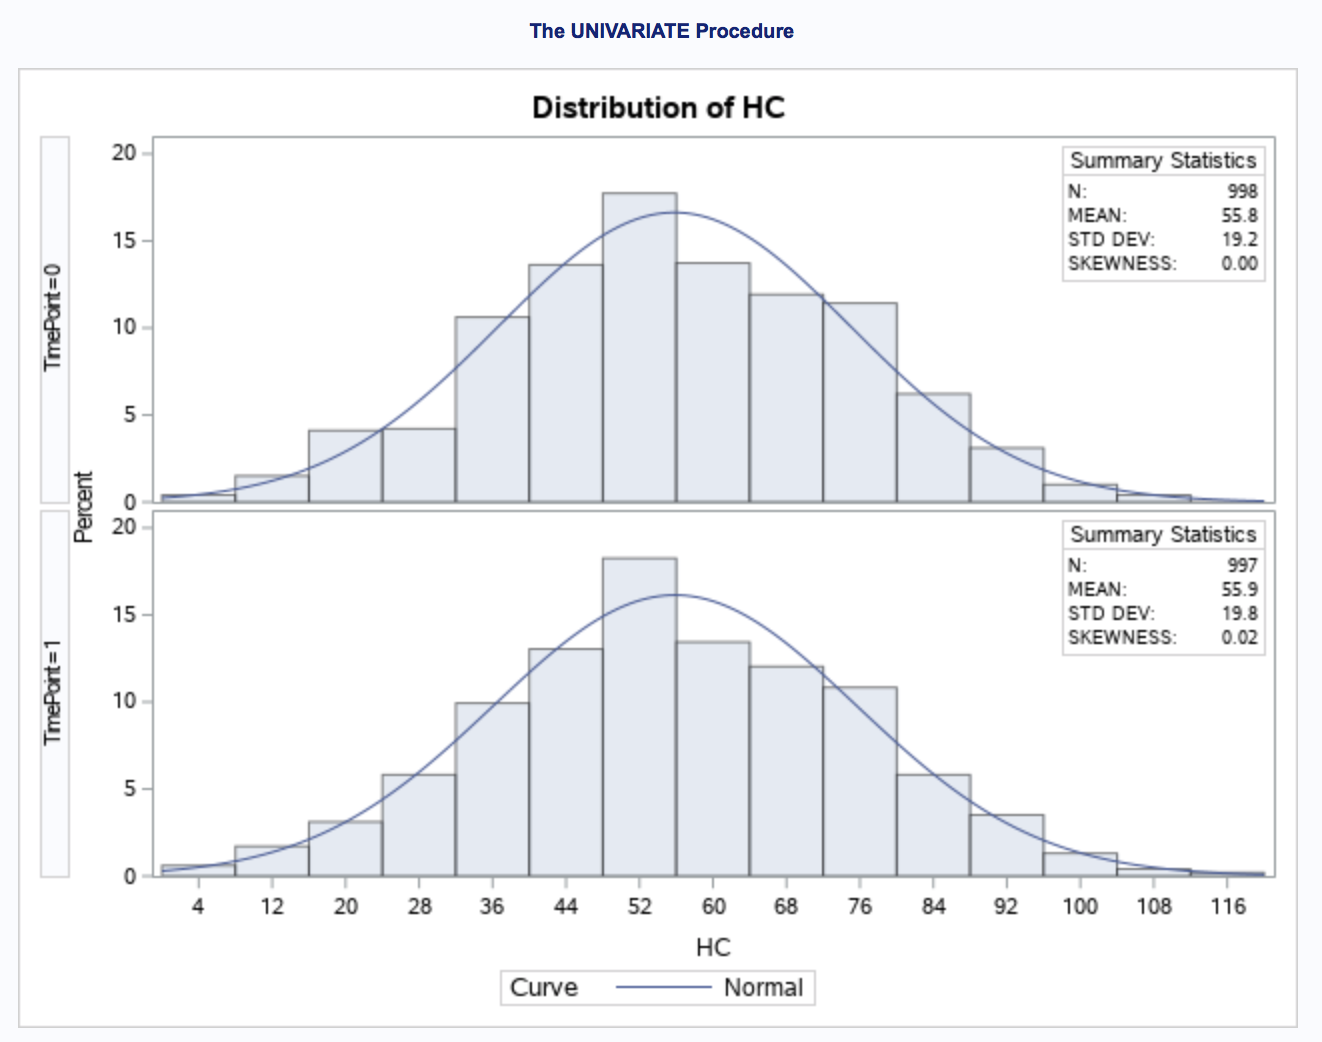 The UNIVARIATE Procedure
Distribution of HC
TimePoint=0
Percent
20
15
10
5
0
Summary Statistics
N: 998
MEAN: 55.8
STD DEV: 19.2
SKEWNESS: 0.00
TimePoint=1
20
15
10
5
0
Summary Statistics
N: 997
MEAN: 55.9
STD DEV: 19.8
SKEWNESS: 0.02
4 12 20 28 36 44 52 60 68 76 84 92 100 108 116
HC
Curve Normal